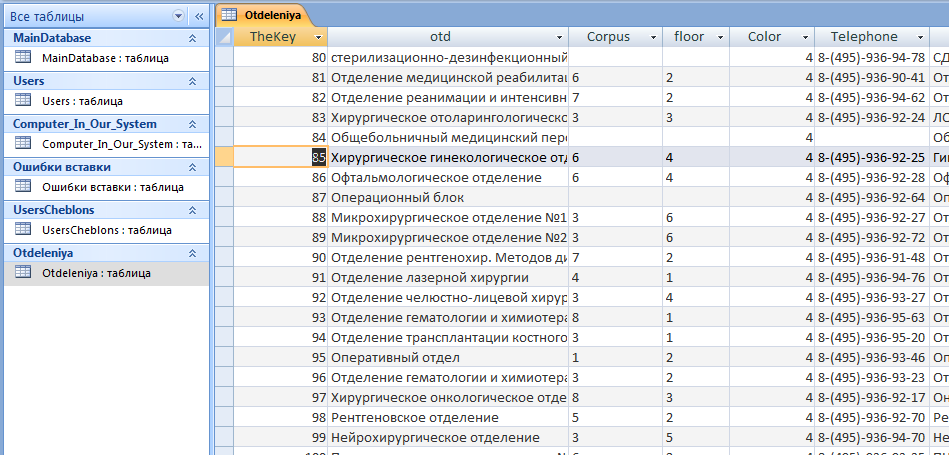 Все таблицы
MainDatabase
MainDatabase : таблица
Users
Users : таблица
Computer_In_Our_System
Computer_In_Our_System : та...
Ошибки вставки
Ошибки вставки : таблица
UsersCheblons
UsersCheblons : таблица
Otdeleniya
Otdeleniya : таблица
Otdeleniya
TheKey otd Corpus floor Color Telephone
80 стерилизационно-дезинфекционный 4 8-(495)-936-94-78 СД
81 Отделение медицинской реабилита 6 2 4 8-(495)-936-90-41 От
82 Отделение реанимации и интенсивн 7 2 4 8-(495)-936-94-62 От
83 Хирургическое отоларингологическо 3 3 4 8-(495)-936-92-24 ЛО
84 Общебольничный медицинский пер 4 Об
85 Хирургическое гинекологическое от 6 4 4 8-(495)-936-92-25 Ги
86 Офтальмологическое отделение 6 4 4 8-(495)-936-92-28 Оф
87 Операционный блок 4 8-(495)-936-92-64 Оп
88 Микрохирургическое отделение №1 3 6 4 8-(495)-936-92-27 От
89 Микрохирургическое отделение №2 3 6 4 8-(495)-936-92-72 От
90 Отделение рентгенохир. Методов ди 7 2 4 8-(495)-936-91-48 От
91 Отделение лазерной хирургии 4 1 4 8-(495)-936-94-76 От
92 Отделение челюстно-лицевой хирур 3 4 4 8-(495)-936-93-27 От
93 Отделение гематологии и химиотера 8 1 4 8-(495)-936-95-63 От
94 Отделение трансплантации костного 3 1 4 8-(495)-936-95-20 От
95 Оперативный отдел 1 2 4 8-(495)-936-93-46 Оп
96 Отделение гематологии и химиотера 3 2 4 8-(495)-936-93-23 От
97 Хирургическое онкологическое отде 8 3 4 8-(495)-936-92-17 Он
98 Рентгеновское отделение 5 2 4 8-(495)-936-92-70 Ре
99 Нейрохирургическое отделение 3 5 4 8-(495)-936-94-70 Не